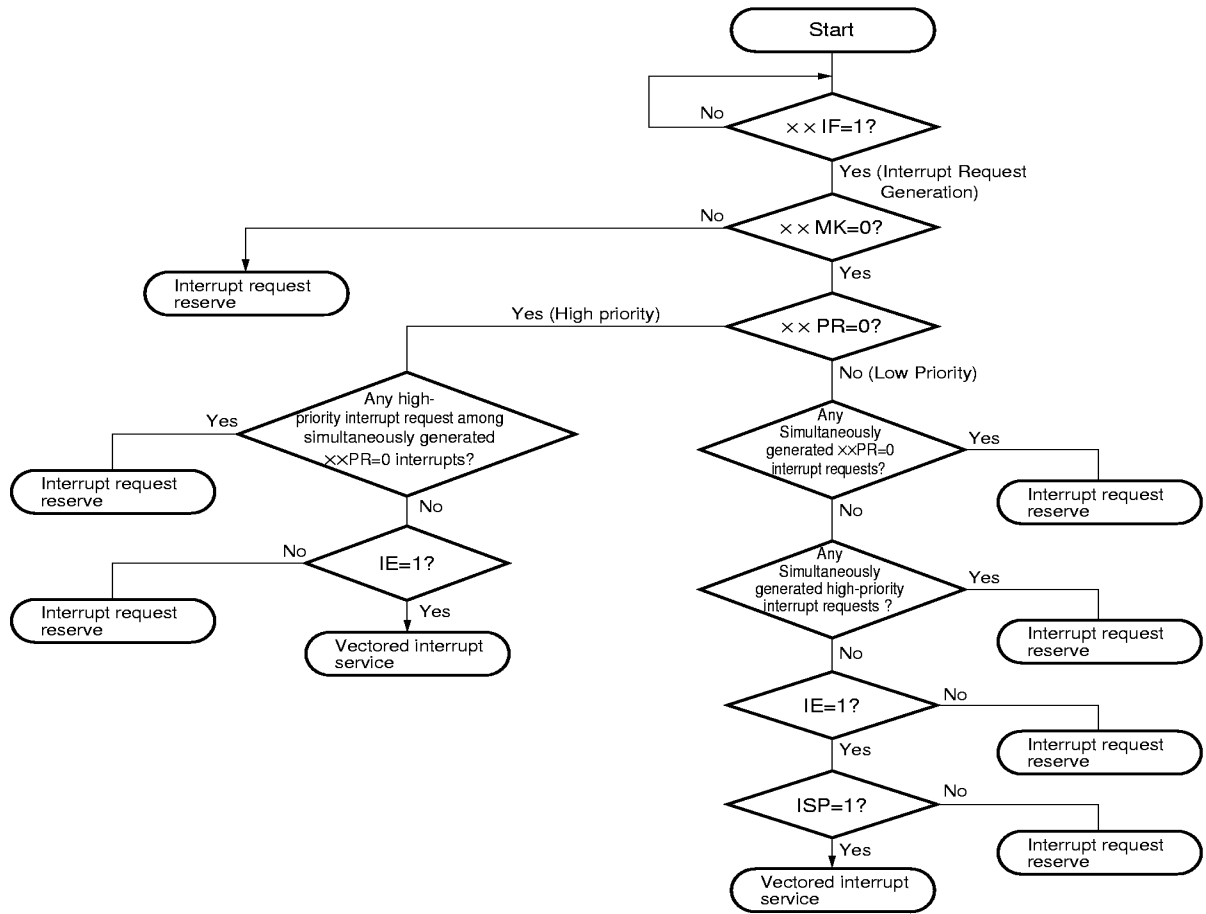 Start
No
×× IF=1?
Yes (Interrupt Request
Generation)
No
×× MK=0?
Interrupt request
reserve
Yes
Yes (High priority)
×× PR=0?
No (Low Priority)
Any high-
priority interrupt request among
simultaneously generated
××PR=0 interrupts?
Yes
Interrupt request
reserve
No
No
IE=1?
Interrupt request
reserve
Yes
Vectored interrupt
service
Any
Simultaneously
generated ××PR=0
interrupt requests?
Yes
Interrupt request
reserve
No
Any
Simultaneously
generated high-priority
interrupt requests ?
Yes
Interrupt request
reserve
No
IE=1?
No
Interrupt request
reserve
Yes
ISP=1?
No
Interrupt request
reserve
Yes
Vectored interrupt
service